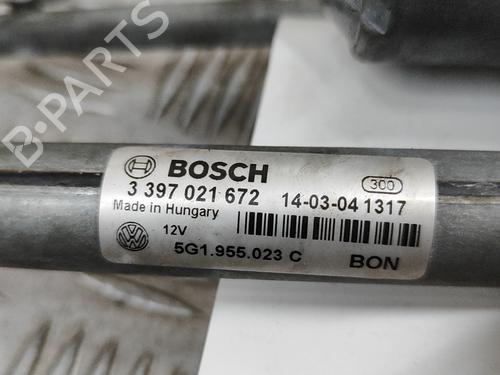 B-PARTS
BOSCH
300
3 397 021 672 14-03-04 1317
Made in Hungary
12V
5G1.955.023 C BON